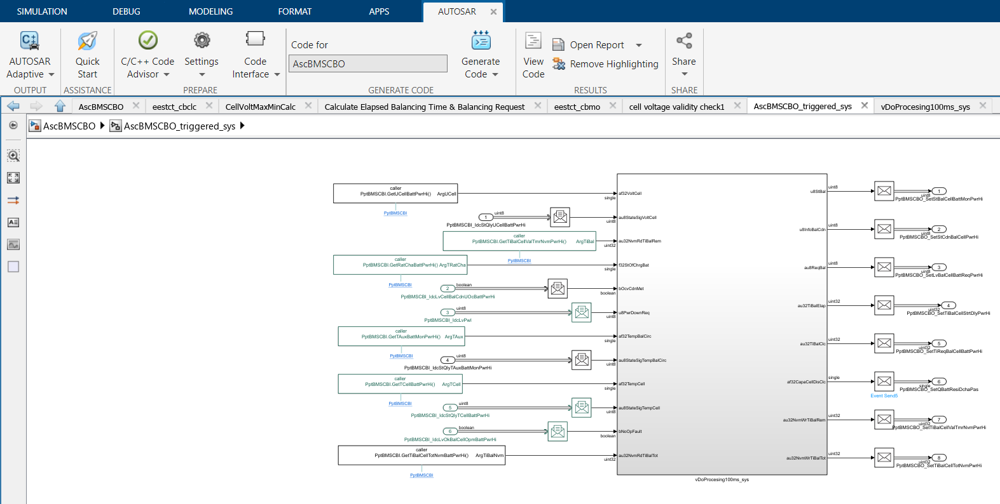 SIMULATION DEBUG MODELING FORMAT APPS AUTOSAR
AUTOSAR Adaptive
Quick Start
C/C++ Code Advisor
Settings
Code Interface
Code for
AscBMSCBO
Generate Code
View Code
Open Report
Remove Highlighting
Share
OUTPUT ASSISTANCE PREPARE GENERATE CODE RESULTS SHARE
AscBMSCBO eestct_cbclc CellVoltMaxMinCalc Calculate Elapsed Balancing Time & Balancing Request eestct_cbmo cell voltage validity check1 AscBMSCBO_triggered_sys vDoProcesing100ms_sys
AscBMSCBO AscBMSCBO_triggered_sys
caller
PptBMSCBI.GetUCellBattPwrHi() ArgUCell
PptBMSCBI
1 uint8
PptBMSCBI_IdcStQlyUCellBattPwrHi
caller
PptBMSCBI.GetTiBalCellValTmrNvmPwrHi() ArgTiBal
PptBMSCBI
caller
PptBMSCBI.GetRatChaBattPwrHi() ArgTRatCha
PptBMSCBI
2 boolean
PptBMSCBI_IdcLvCellBalCdnUOcBattPwrHi
3 uint8
PptBMSCBI_IdcLvPwl
caller
PptBMSCBI.GetTAuxBattMonPwrHi() ArgTAux
PptBMSCBI
4 uint8
PptBMSCBI_IdcStQlyTAuxBattMonPwrHi
caller
PptBMSCBI.GetTCellBattPwrHi() ArgTCell
PptBMSCBI
5 uint8
PptBMSCBI_IdcStQlyTCellBattPwrHi
6 boolean
PptBMSCBI_IdcLvOkBalCellOpmBattPwrHi
caller
PptBMSCBI.GetTiBalCellTotNvmBattPwrHi() ArgTiBalNvm
PptBMSCBI
af32VoltCell
single
au8StateSigVoltCell
uint8
au32NvmRdTiBalRem
uint32
f32StOfChrgBat
single
bOcvCdnMet
boolean
u8PwrDownReq
uint8
af32TempBalCirc
single
au8StateSigTempBalCirc
uint8
af32TempCell
single
au8StateSigTempCell
uint8
bNoOpFault
boolean
au32NvmRdTiBalTot
uint32
vDoProcesing100ms_sys
u8StBal uint8 uint8 1
PptBMSCBO_SetStBalCellBattMonPwrHi
u8InfoBalCdn uint8 uint8 2
PptBMSCBO_SetStCdnBalCellPwrHi
au8ReqBal uint8 uint8 3
PptBMSCBO_SetLvBalCellBattReqPwrHi
au32TiBalElap uint32 uint32 4
PptBMSCBO_SetTiBalCellStrtDlyPwrHi
au32TiBalClc uint32 uint32 5
PptBMSCBO_SetTiReqBalCellBattPwrHi
af32CapaCellDisClc single single 6
PptBMSCBO_SetQBattResiDchaPas
Event Send5
au32NvmWrTiBalRem uint32 uint32 7
PptBMSCBO_SetTiBalCellValTmrNvmPwrHi
au32NvmWrTiBalTot uint32 uint32 8
PptBMSCBO_SetTiBalCellTotNvmPwrHi